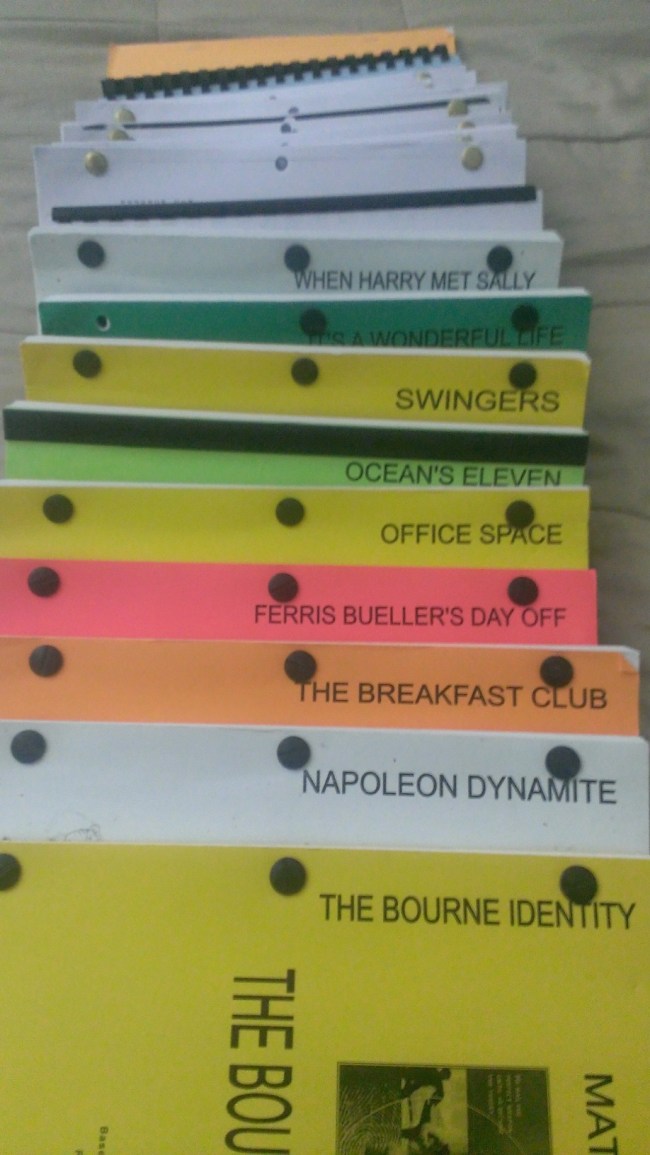 WHEN HARRY MET SALLY
IT'S A WONDERFUL LIFE
SWINGERS
OCEAN'S ELEVEN
OFFICE SPACE
FERRIS BUELLER'S DAY OFF
THE BREAKFAST CLUB
NAPOLEON DYNAMITE
THE BOURNE IDENTITY
THE BOU
MAT
Base